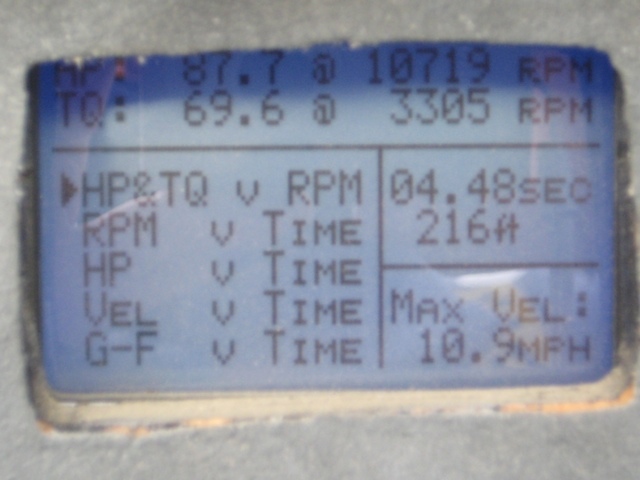 HP: 87.7 @ 10719 RPM
TQ: 69.6 @ 3305 RPM
HP&TQ v RPM
RPM v TIME
HP v TIME
VEL v TIME
G-F v TIME
04.48SEC
216ft
MAX VEL:
10.9MPH